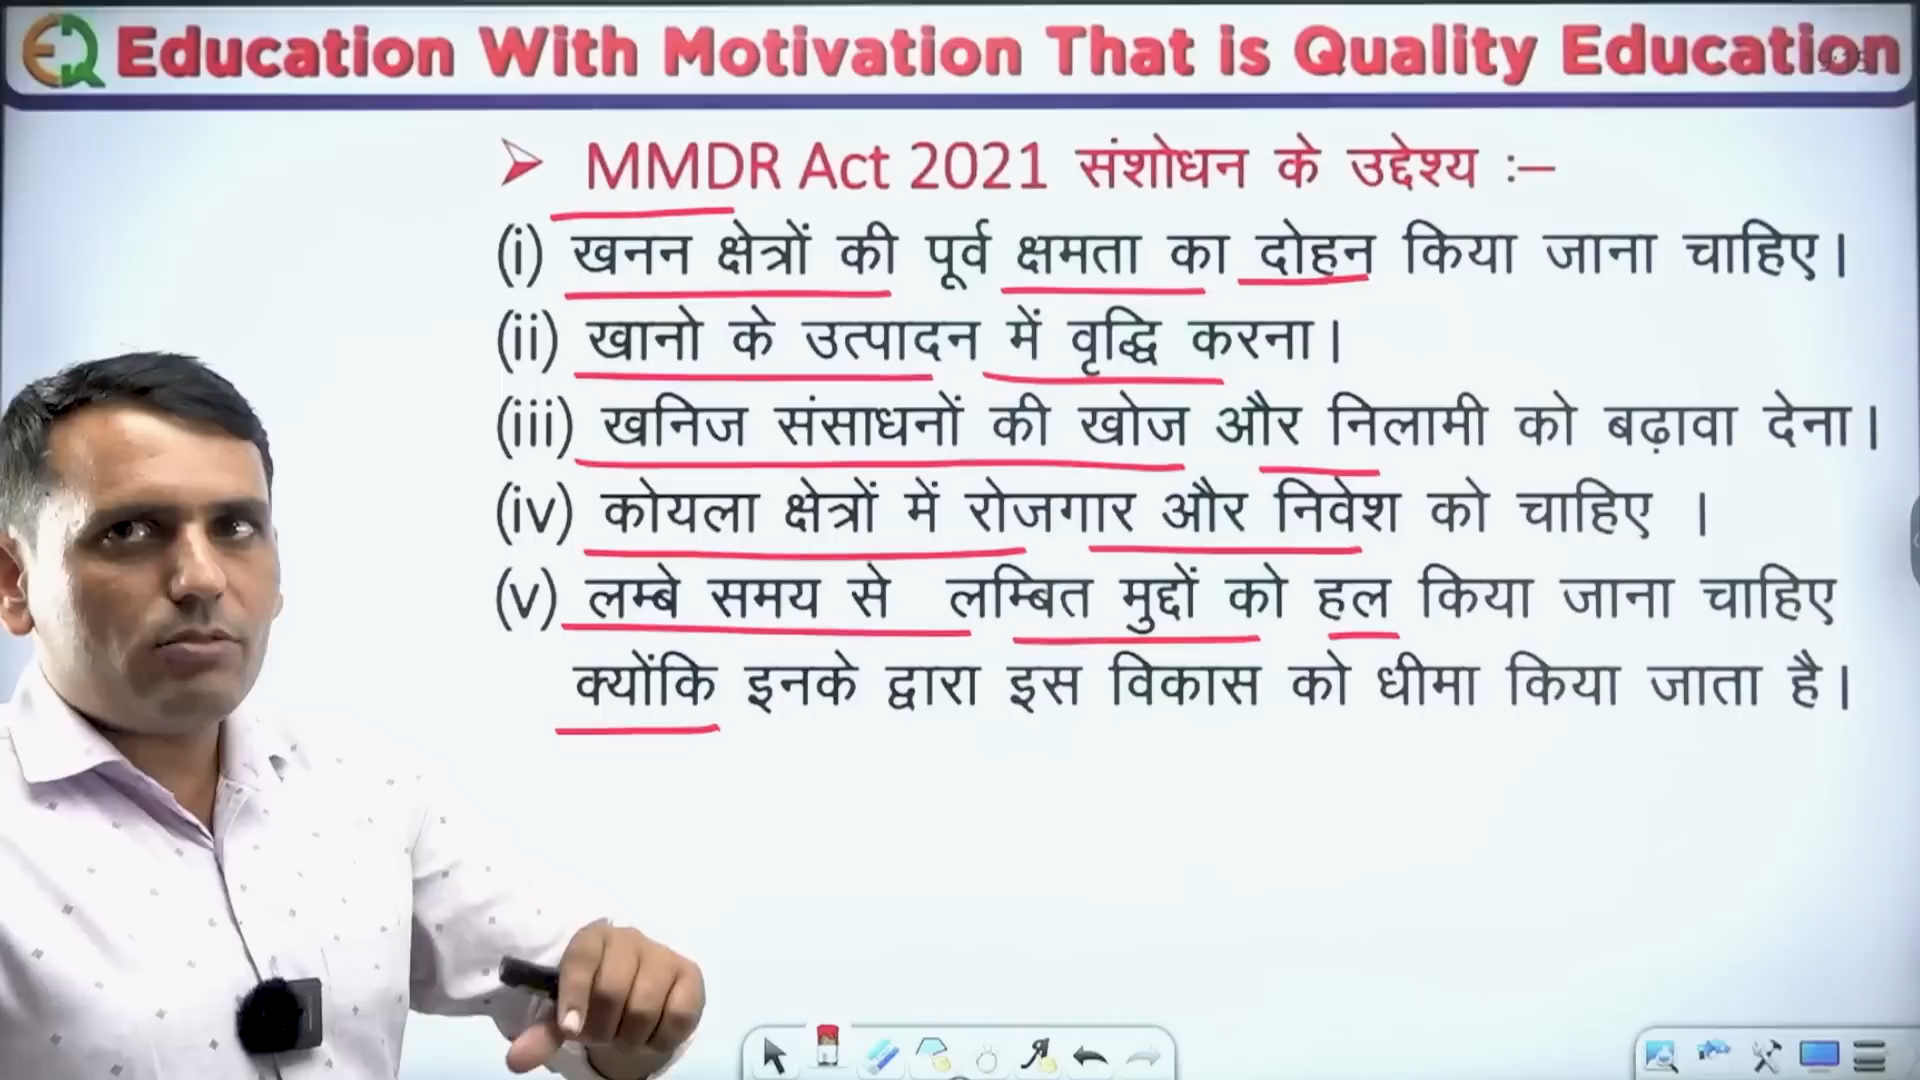 Education With Motivation That is Quality Education
➢ MMDR Act 2021 संशोधन के उद्देश्य :–
(i) खनन क्षेत्रों की पूर्व क्षमता का दोहन किया जाना चाहिए।
(ii) खानो के उत्पादन में वृद्धि करना।
(iii) खनिज संसाधनों की खोज और निलामी को बढ़ावा देना।
(iv) कोयला क्षेत्रों में रोजगार और निवेश को चाहिए ।
(v) लम्बे समय से लम्बित मुद्दों को हल किया जाना चाहिए
क्योंकि इनके द्वारा इस विकास को धीमा किया जाता है।